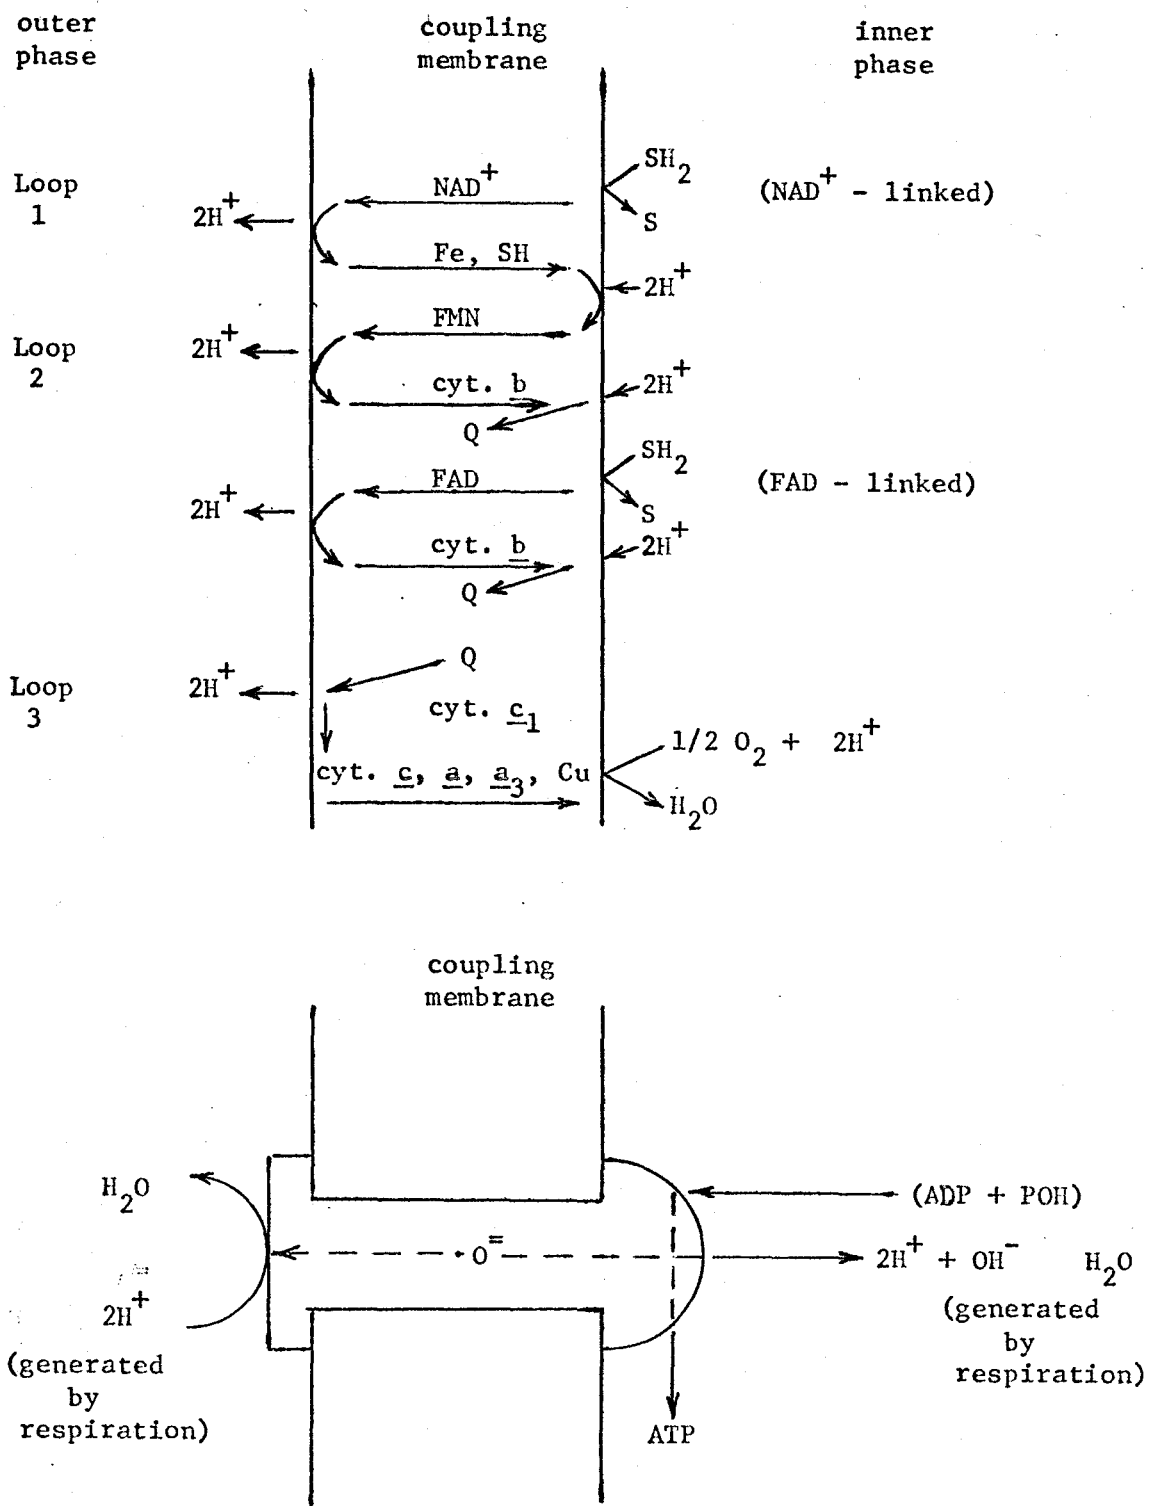 outer
phase
coupling
membrane
inner
phase
Loop
1
2H+
NAD+
SH2
S
(NAD+ - linked)
Fe, SH
2H+
Loop
2
2H+
FMN
cyt. b
2H+
Q
SH2
FAD
S
(FAD - linked)
2H+
cyt. b
2H+
Q
Loop
3
2H+
Q
cyt. c1
1/2 O2 + 2H+
cyt. c, a, a3, Cu
H2O
coupling
membrane
H2O
(ADP + POH)
O=
2H+ + OH- H2O
2H+
(generated
by
respiration)
(generated
by
respiration)
ATP